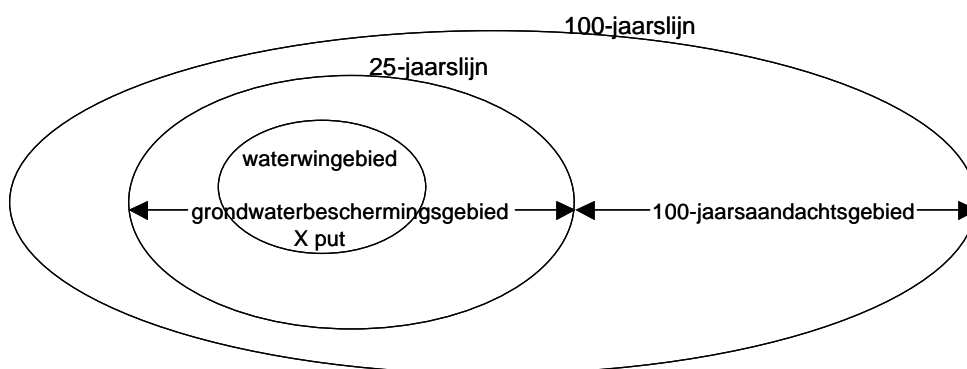 100-jaarslijn
25-jaarslijn
waterwingebied
grondwaterbeschermingsgebied
100-jaarsaandachtsgebied
X put